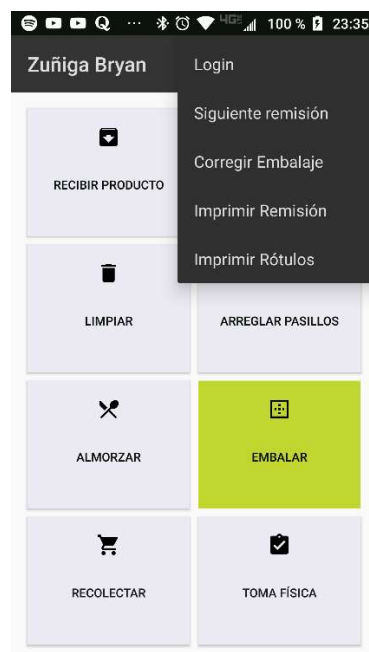 4GE 100 % 23:35
Zuñiga Bryan
Login
Siguiente remisión
Corregir Embalaje
Imprimir Remisión
Imprimir Rótulos
RECIBIR PRODUCTO
LIMPIAR
ARREGLAR PASILLOS
ALMORZAR
EMBALAR
RECOLECTAR
TOMA FÍSICA